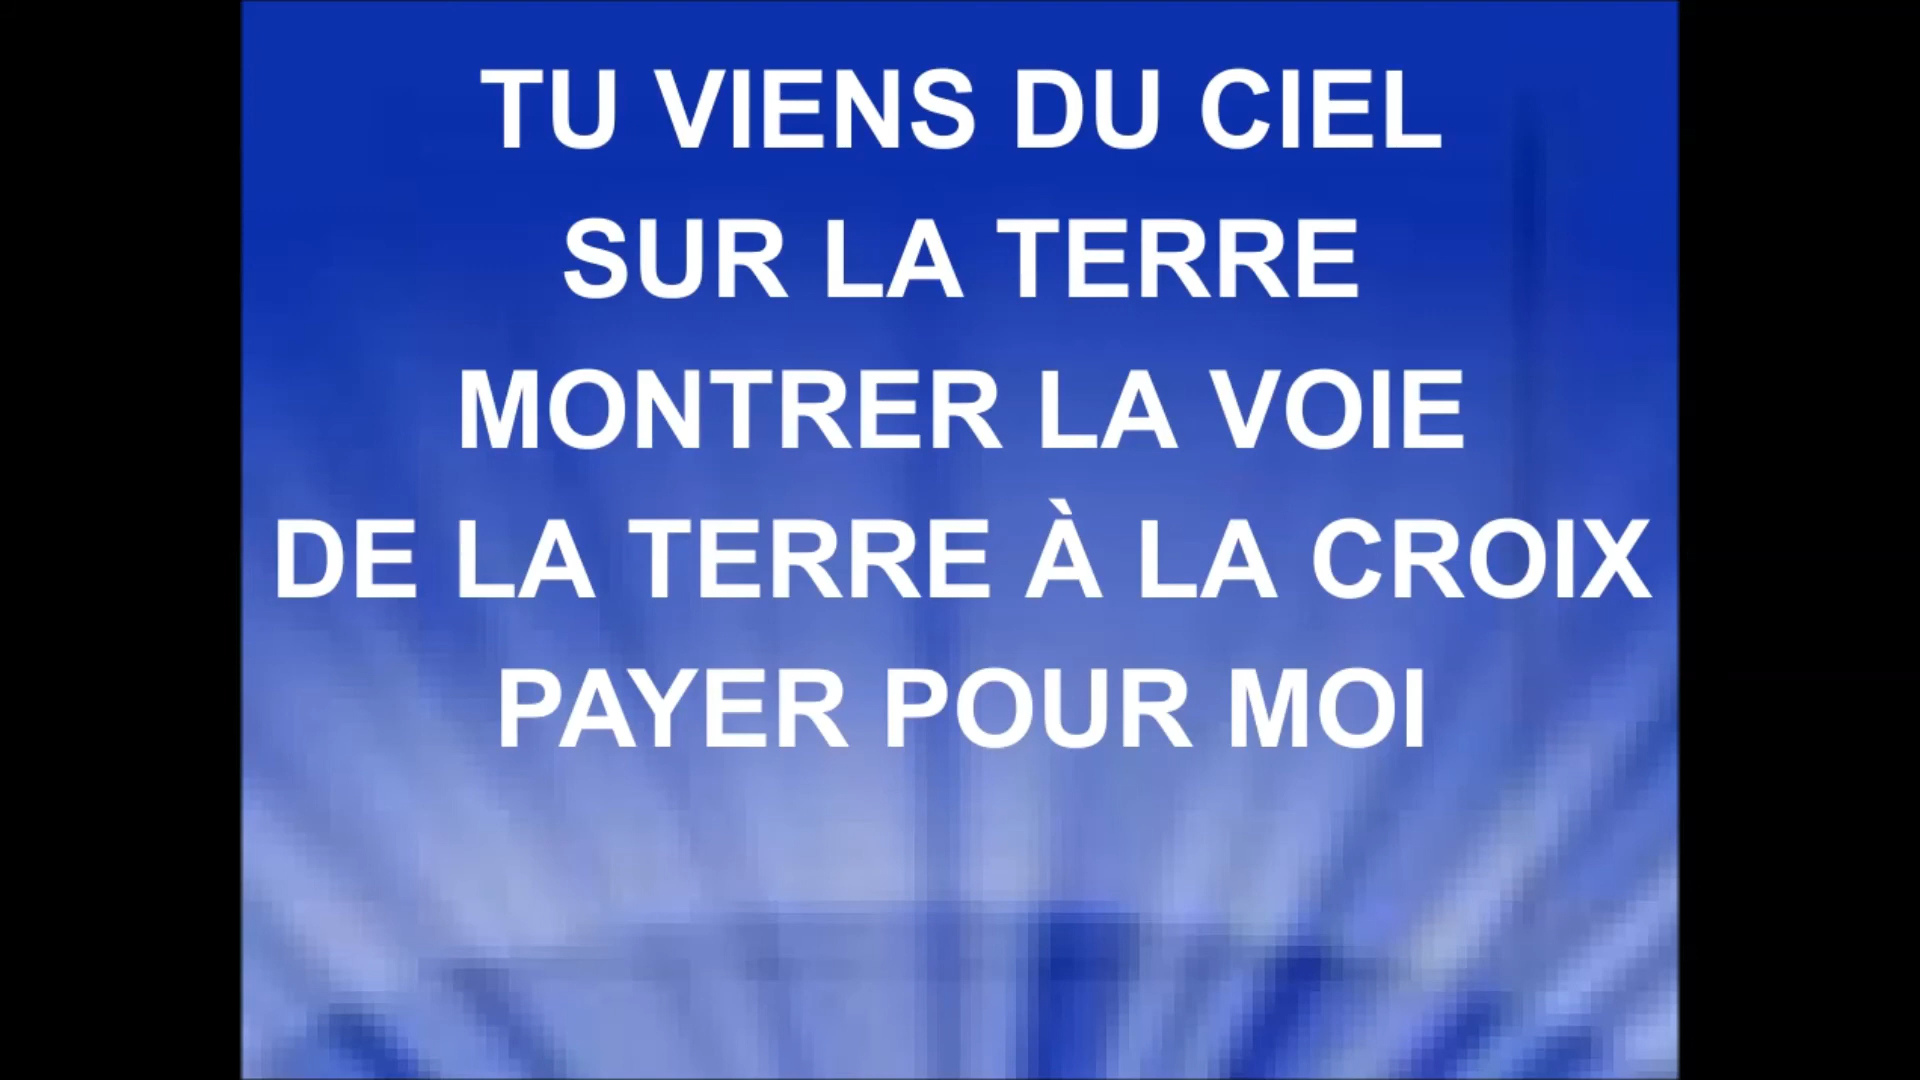 TU VIENS DU CIEL
SUR LA TERRE
MONTRER LA VOIE
DE LA TERRE À LA CROIX
PAYER POUR MOI